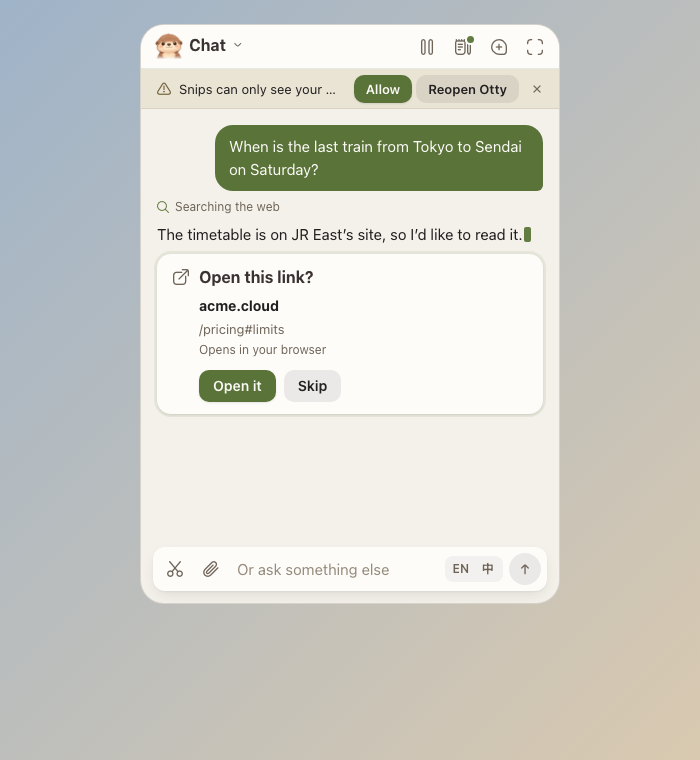 Chat
Snips can only see your ...
Allow
Reopen Otty
When is the last train from Tokyo to Sendai
on Saturday?
Searching the web
The timetable is on JR East’s site, so I’d like to read it.
Open this link?
acme.cloud
/pricing#limits
Opens in your browser
Open it
Skip
Or ask something else
EN 中